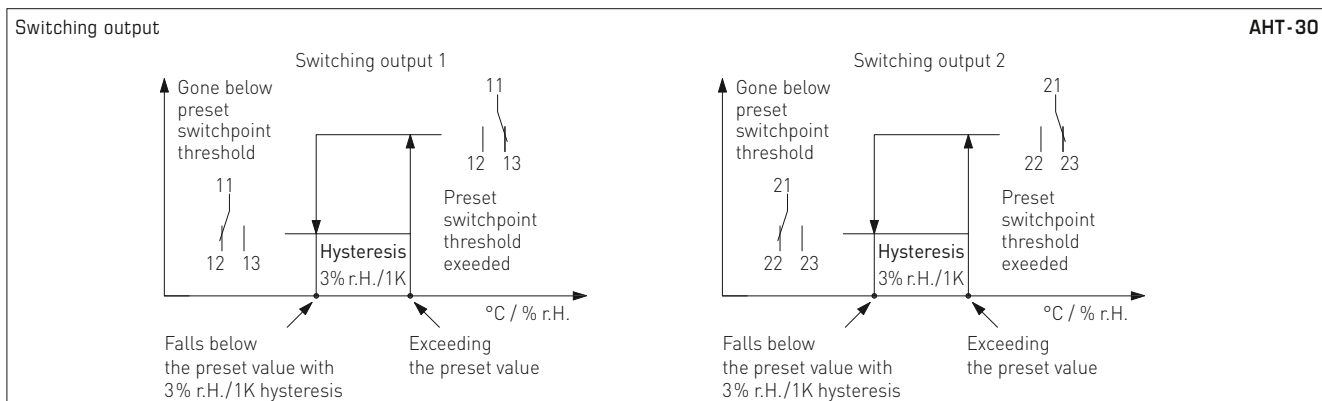 Switching output
AHT-30
Switching output 1
Gone below
preset
switchpoint
threshold
11
12 13
11
12 13
Preset
switchpoint
threshold
exeeded
Hysteresis
3% r.H./1K
°C / % r.H.
Falls below
the preset value with
3% r.H./1K hysteresis
Exceeding
the preset value
Switching output 2
Gone below
preset
switchpoint
threshold
21
22 23
21
22 23
Preset
switchpoint
threshold
exeeded
Hysteresis
3% r.H./1K
°C / % r.H.
Falls below
the preset value with
3% r.H./1K hysteresis
Exceeding
the preset value